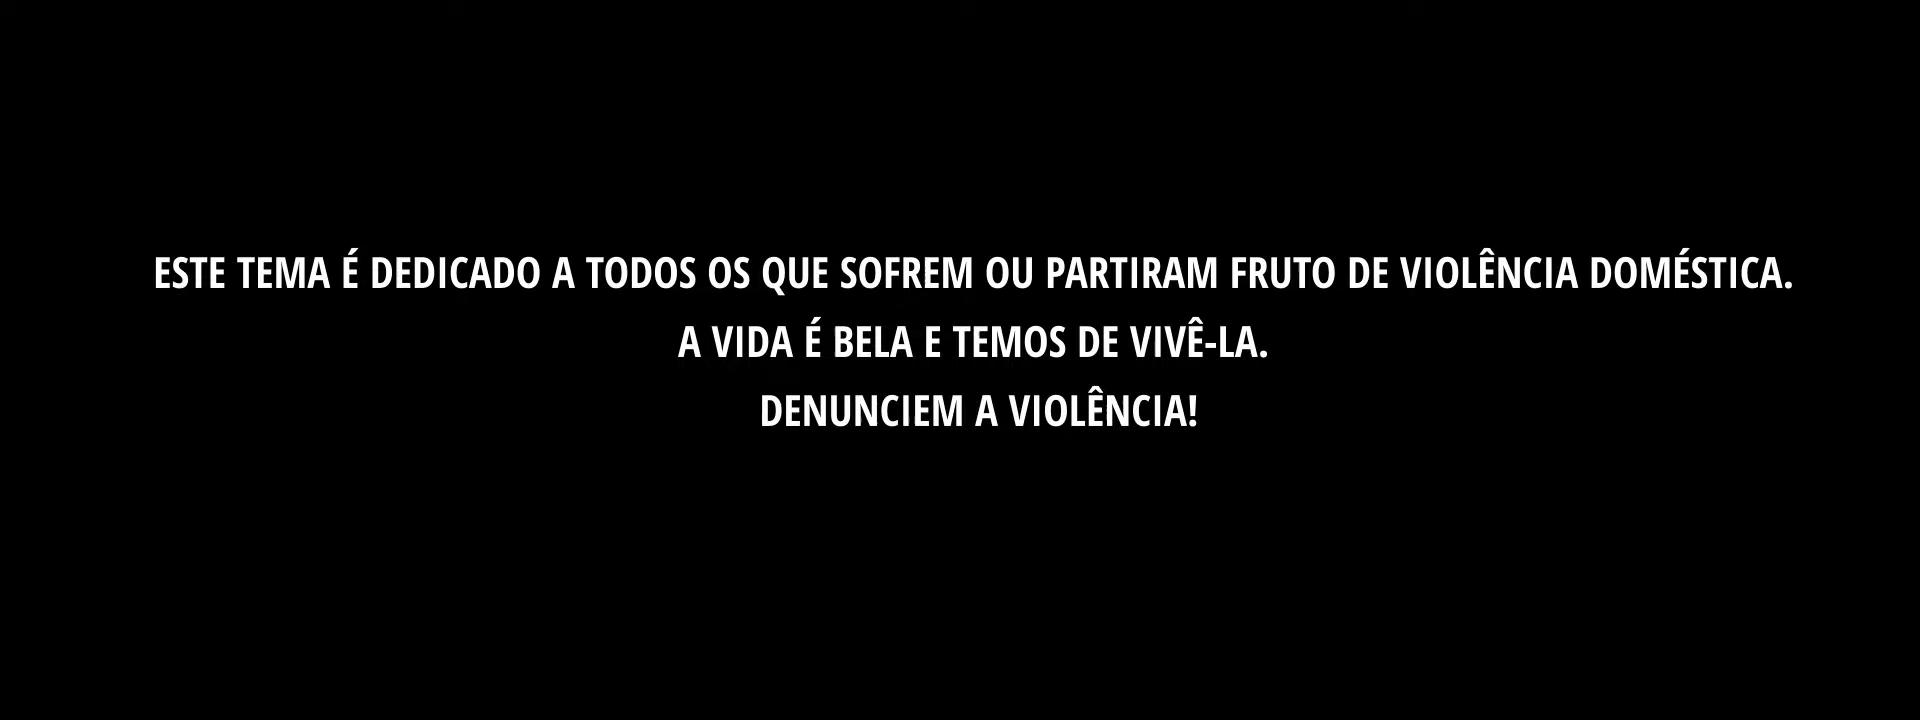 ESTE TEMA É DEDICADO A TODOS OS QUE SOFREM OU PARTIRAM FRUTO DE VIOLÊNCIA DOMÉSTICA.
A VIDA É BELA E TEMOS DE VIVÊ-LA.
DENUNCIEM A VIOLÊNCIA!